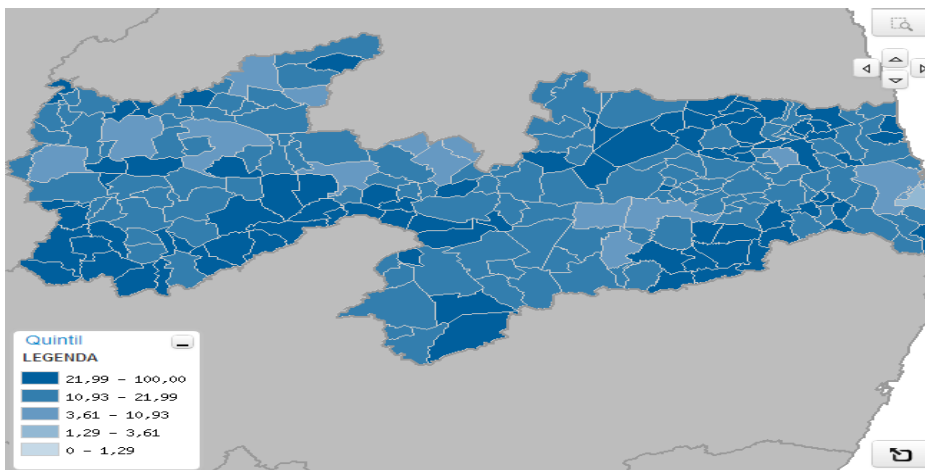 Quintil
LEGENDA
21,99 – 100,00
10,93 – 21,99
3,61 – 10,93
1,29 – 3,61
0 – 1,29